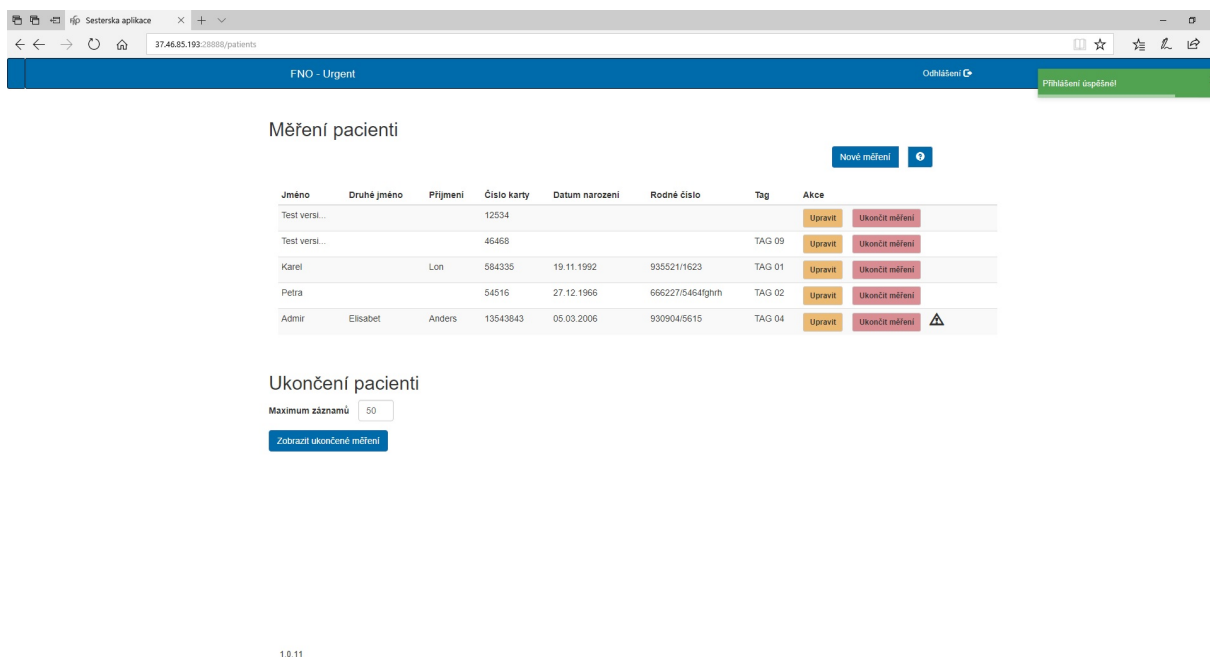 Sesterska aplikace
37.46.85.193:28888/patients
FNO - Urgent Odhlášení
Přihlášení úspěšné!
Měření pacienti
Nové měření
Jméno Druhé jméno Příjmení Číslo karty Datum narození Rodné číslo Tag Akce
Test versi... 12534 Upravit Ukončit měření
Test versi... 46468 TAG 09 Upravit Ukončit měření
Karel Lon 584335 19.11.1992 935521/1623 TAG 01 Upravit Ukončit měření
Petra 54516 27.12.1966 666227/5464fghrh TAG 02 Upravit Ukončit měření
Admir Elisabet Anders 13543843 05.03.2006 930904/5615 TAG 04 Upravit Ukončit měření
Ukončení pacienti
Maximum záznamů 50
Zobrazit ukončené měření
1.0.11